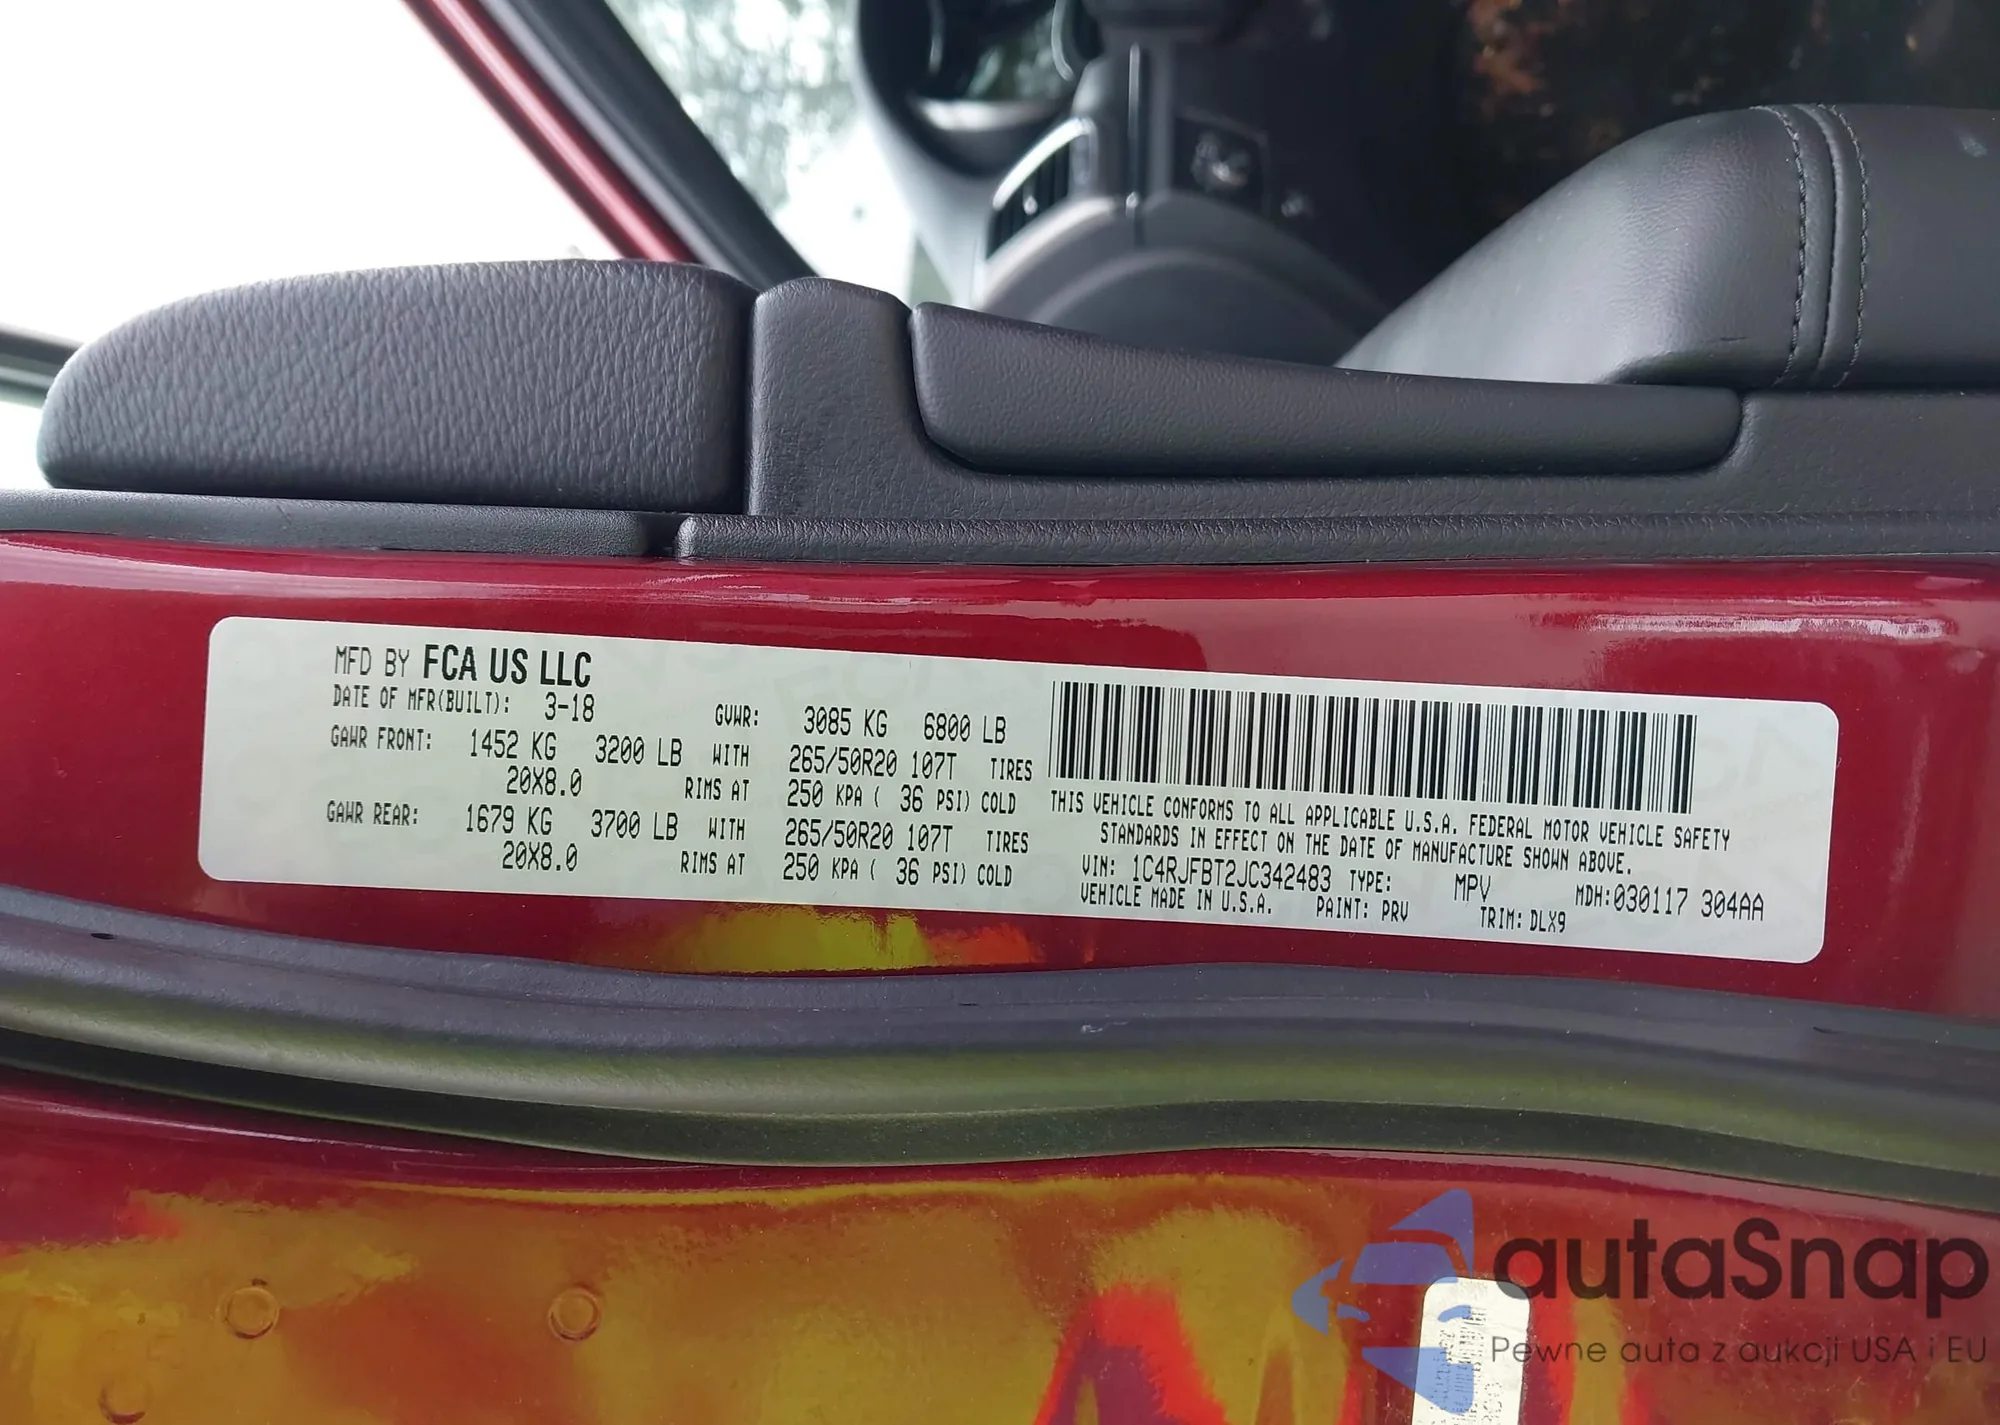 MFD BY FCA US LLC
DATE OF MFR(BUILT): 3-18 GVWR: 3085 KG 6800 LB
GAWR FRONT: 1452 KG 3200 LB WITH 265/50R20 107T TIRES
20X8.0 RIMS AT 250 KPA ( 36 PSI) COLD
GAWR REAR: 1679 KG 3700 LB WITH 265/50R20 107T TIRES
20X8.0 RIMS AT 250 KPA ( 36 PSI) COLD
THIS VEHICLE CONFORMS TO ALL APPLICABLE U.S.A. FEDERAL MOTOR VEHICLE SAFETY
STANDARDS IN EFFECT ON THE DATE OF MANUFACTURE SHOWN ABOVE.
VIN: 1C4RJFBT2JC342483 TYPE: MPV MDH:030117 304AA
VEHICLE MADE IN U.S.A. PAINT: PRV TRIM: DLX9
autaSnap
Pewne auta z aukcji USA i EU